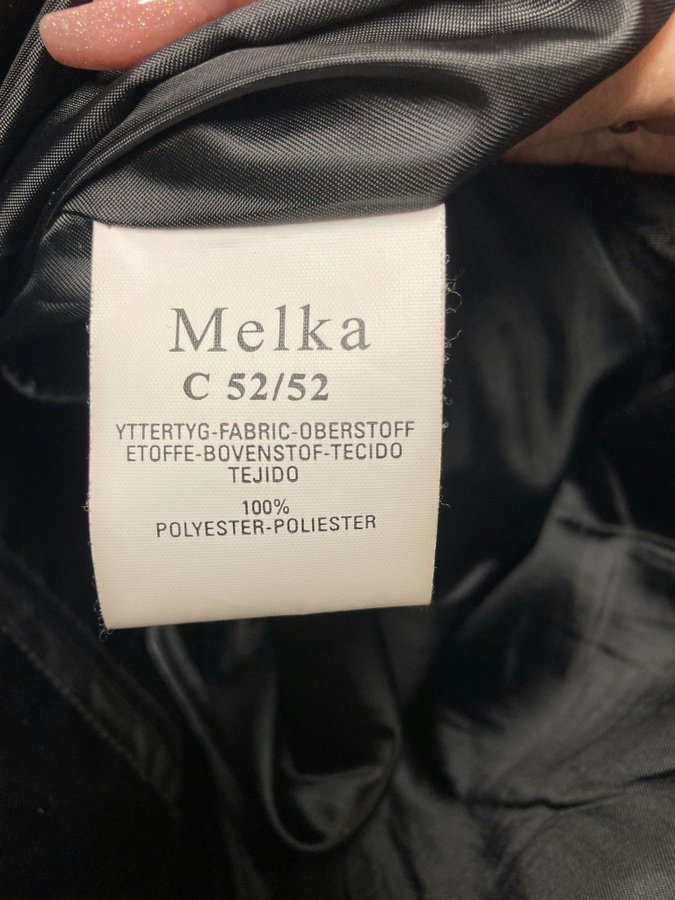 Melka
C 52/52
YTTERTYG-FABRIC-OBERSTOFF
ETOFFE-BOVENSTOF-TECIDO
TEJIDO
100%
POLYESTER-POLIESTER